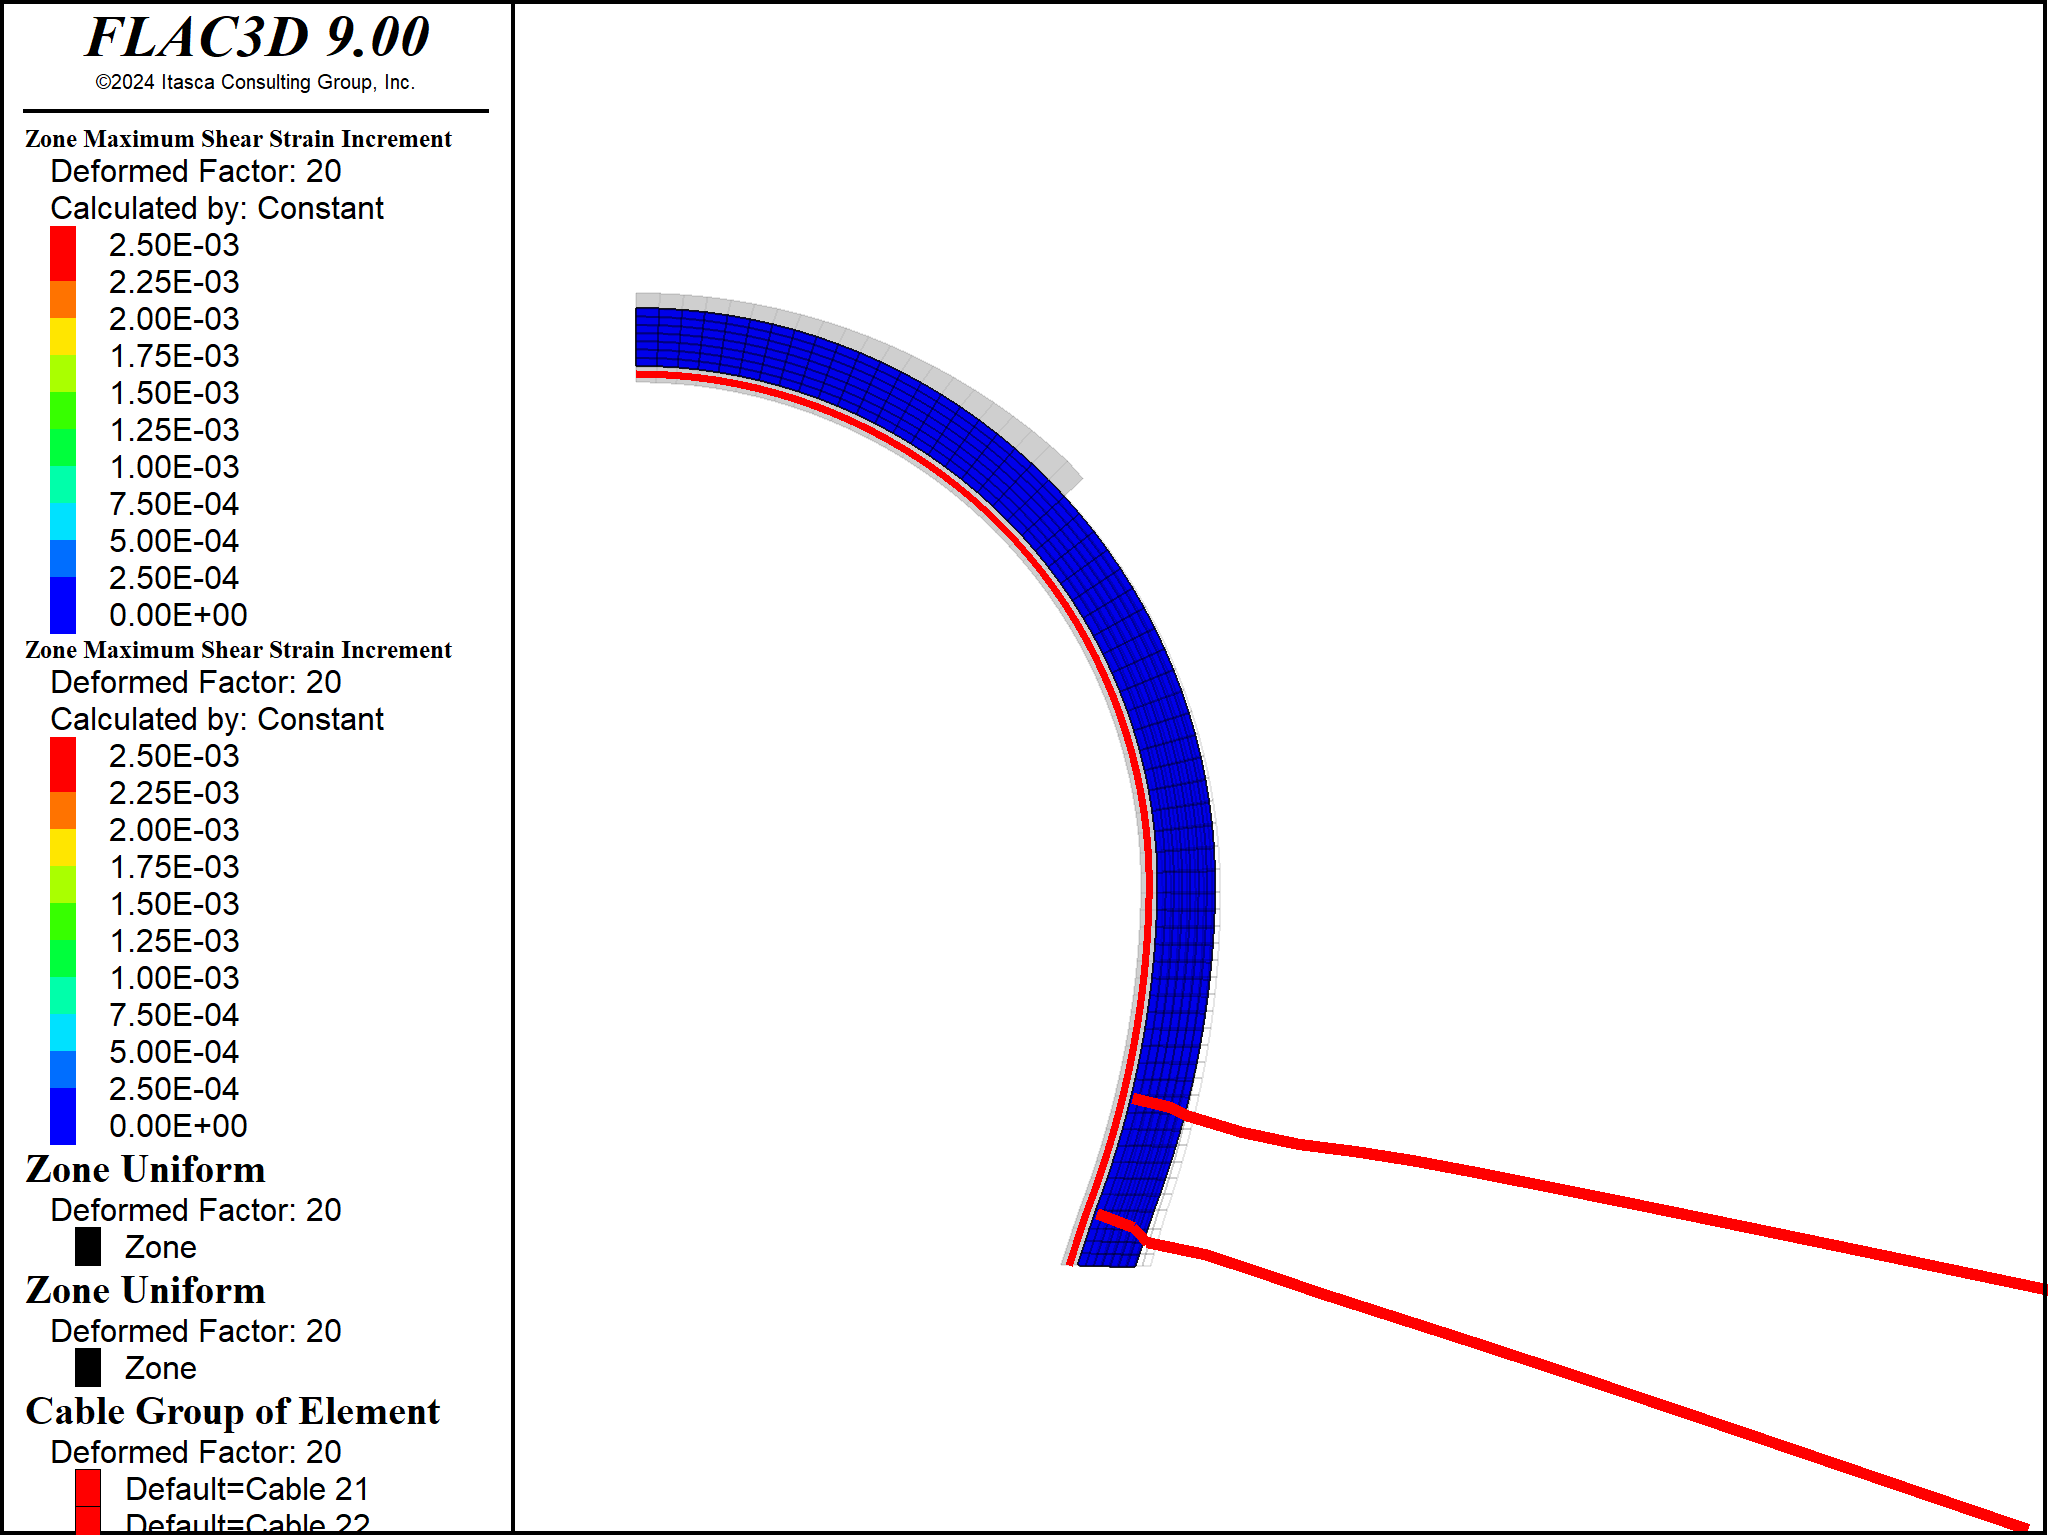 FLAC3D 9.00
©2024 Itasca Consulting Group, Inc.
Zone Maximum Shear Strain Increment
Deformed Factor: 20
Calculated by: Constant
2.50E-03
2.25E-03
2.00E-03
1.75E-03
1.50E-03
1.25E-03
1.00E-03
7.50E-04
5.00E-04
2.50E-04
0.00E+00
Zone Maximum Shear Strain Increment
Deformed Factor: 20
Calculated by: Constant
2.50E-03
2.25E-03
2.00E-03
1.75E-03
1.50E-03
1.25E-03
1.00E-03
7.50E-04
5.00E-04
2.50E-04
0.00E+00
Zone Uniform
Deformed Factor: 20
Zone
Zone Uniform
Deformed Factor: 20
Zone
Cable Group of Element
Deformed Factor: 20
Default=Cable 21
Default=Cable 22